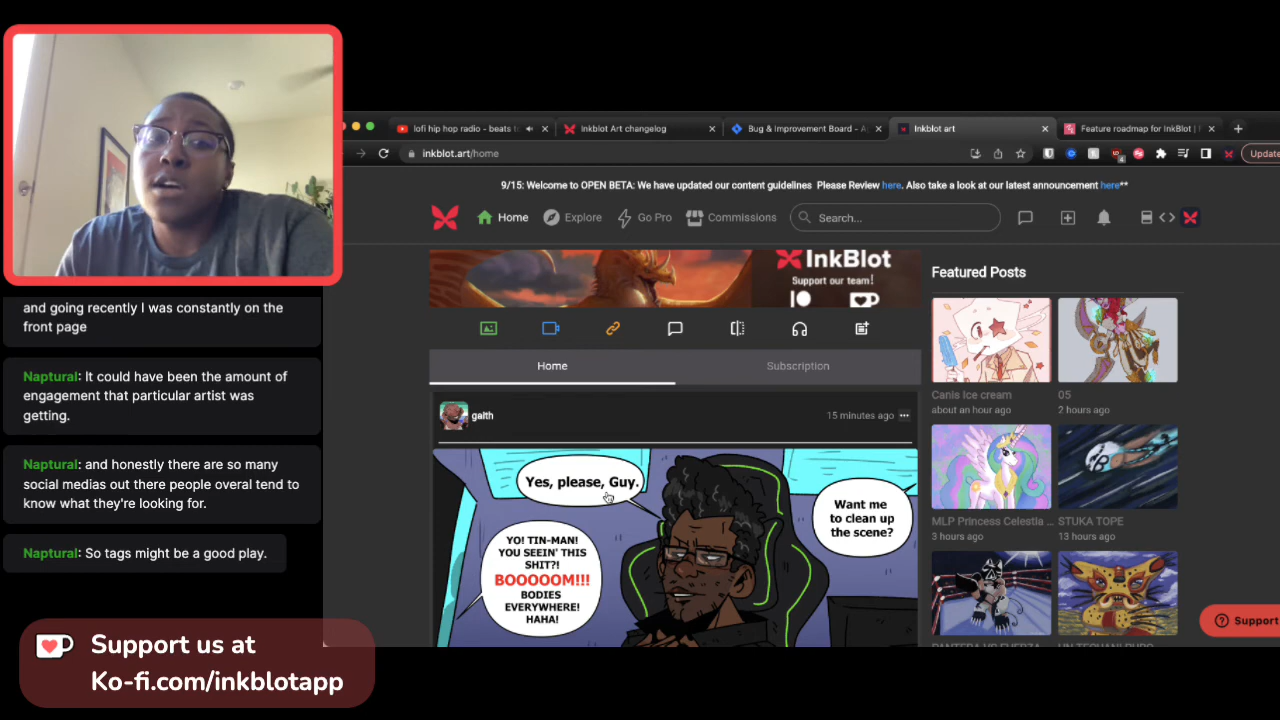 and going recently I was constantly on the
front page
Naptural: It could have been the amount of
engagement that particular artist was
getting.
Naptural: and honestly there are so many
social medias out there people overal tend to
know what they're looking for.
Naptural: So tags might be a good play.
Support us at
Ko-fi.com/inkblotapp
lofi hip hop radio - beats to
Inkblot Art changelog
Bug & Improvement Board - A
Inkblot art
Feature roadmap for InkBlot |
inkblot.art/home
Update
9/15: Welcome to OPEN BETA: We have updated our content guidelines Please Review here. Also take a look at our latest announcement here**
Home
Explore
Go Pro
Commissions
Search...
InkBlot
Support our team!
Home
Subscription
galth
15 minutes ago
Yes, please, Guy.
Want me
to clean up
the scene?
YO! TIN-MAN!
YOU SEEIN' THIS
SHIT?!
BOOOOOM!!!
BODIES
EVERYWHERE!
HAHA!
Featured Posts
Canis Ice cream
about an hour ago
05
2 hours ago
MLP Princess Celestia ...
3 hours ago
STUKA TOPE
13 hours ago
Support